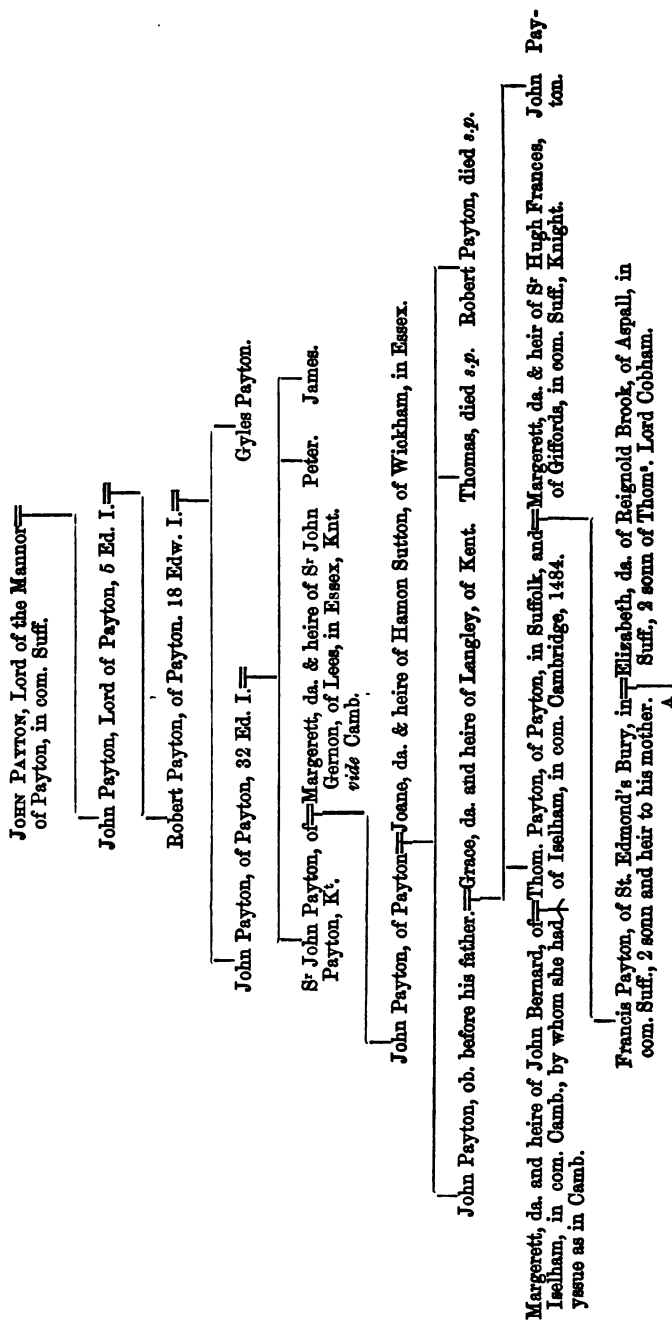 JOHN PAYTON, Lord of the Mannor
of Payton, in com. Suff.
John Payton, Lord of Payton, 5 Ed. I.
Robert Payton, of Payton. 18 Edw. I.
John Payton, of Payton, 32 Ed. I. Gyles Payton.
Sr John Payton, of Margerett, da. & heire of Sr John Peter. James.
Payton, Kt. Gernon, of Lees, in Essex, Knt.
vide Camb.
John Payton, of Payton Joane, da. & heire of Hamon Sutton, of Wickham, in Essex.
John Payton, ob. before his father. Grace, da. and heire of Langley, of Kent. Thomas, died s.p. Robert Payton, died s.p.
Margerett, da. and heire of John Bernard, of Thom. Payton, of Payton, in Suffolk, and Margerett, da. & heir of Sr Hugh Frances, John Pay-
Iselham, in com. Camb., by whom she had of Iselham, in com. Cambridge, 1484. of Giffords, in com. Suff., Knight. ton.
yssue as in Camb.
Francis Payton, of St. Edmond's Bury, in Elizabeth, da. of Reignold Brook, of Aspall, in
com. Suff., 2 sonn and heir to his mother. Suff., 2 sonn of Thoms. Lord Cobham.
A